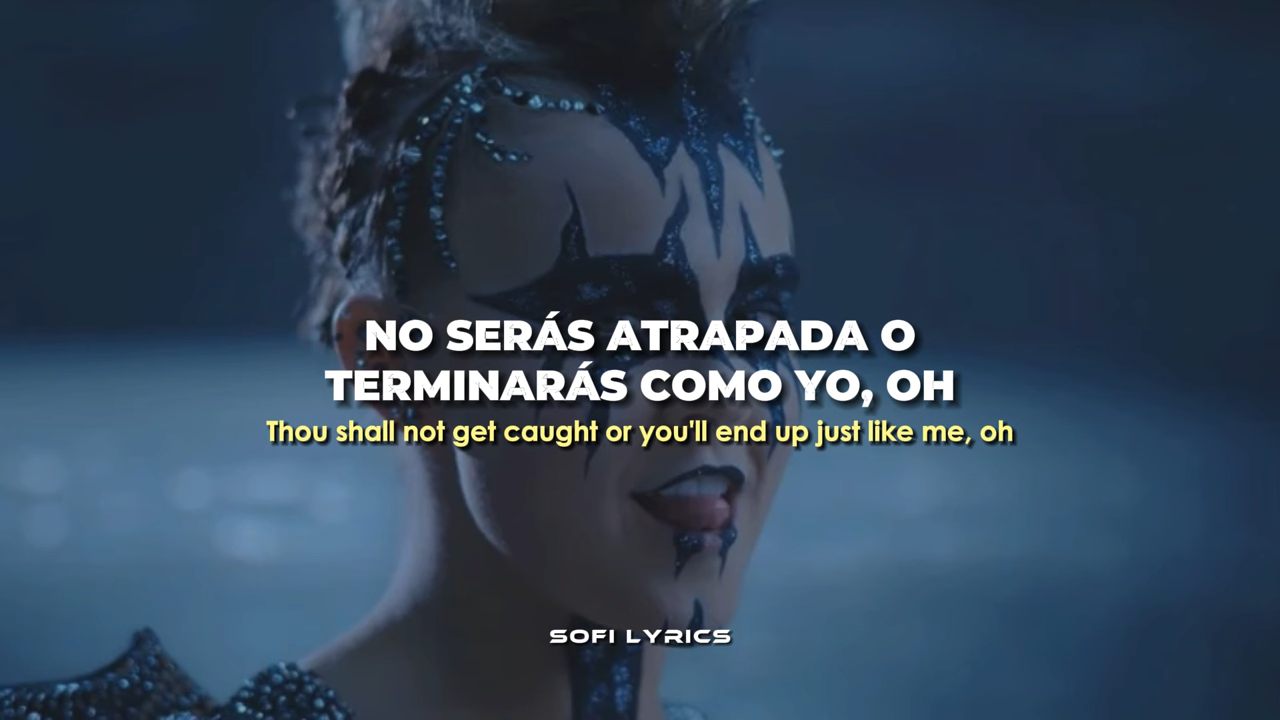 NO SERÁS ATRAPADA O
TERMINARÁS COMO YO, OH
Thou shall not get caught or you'll end up just like me, oh
SOFI LYRICS